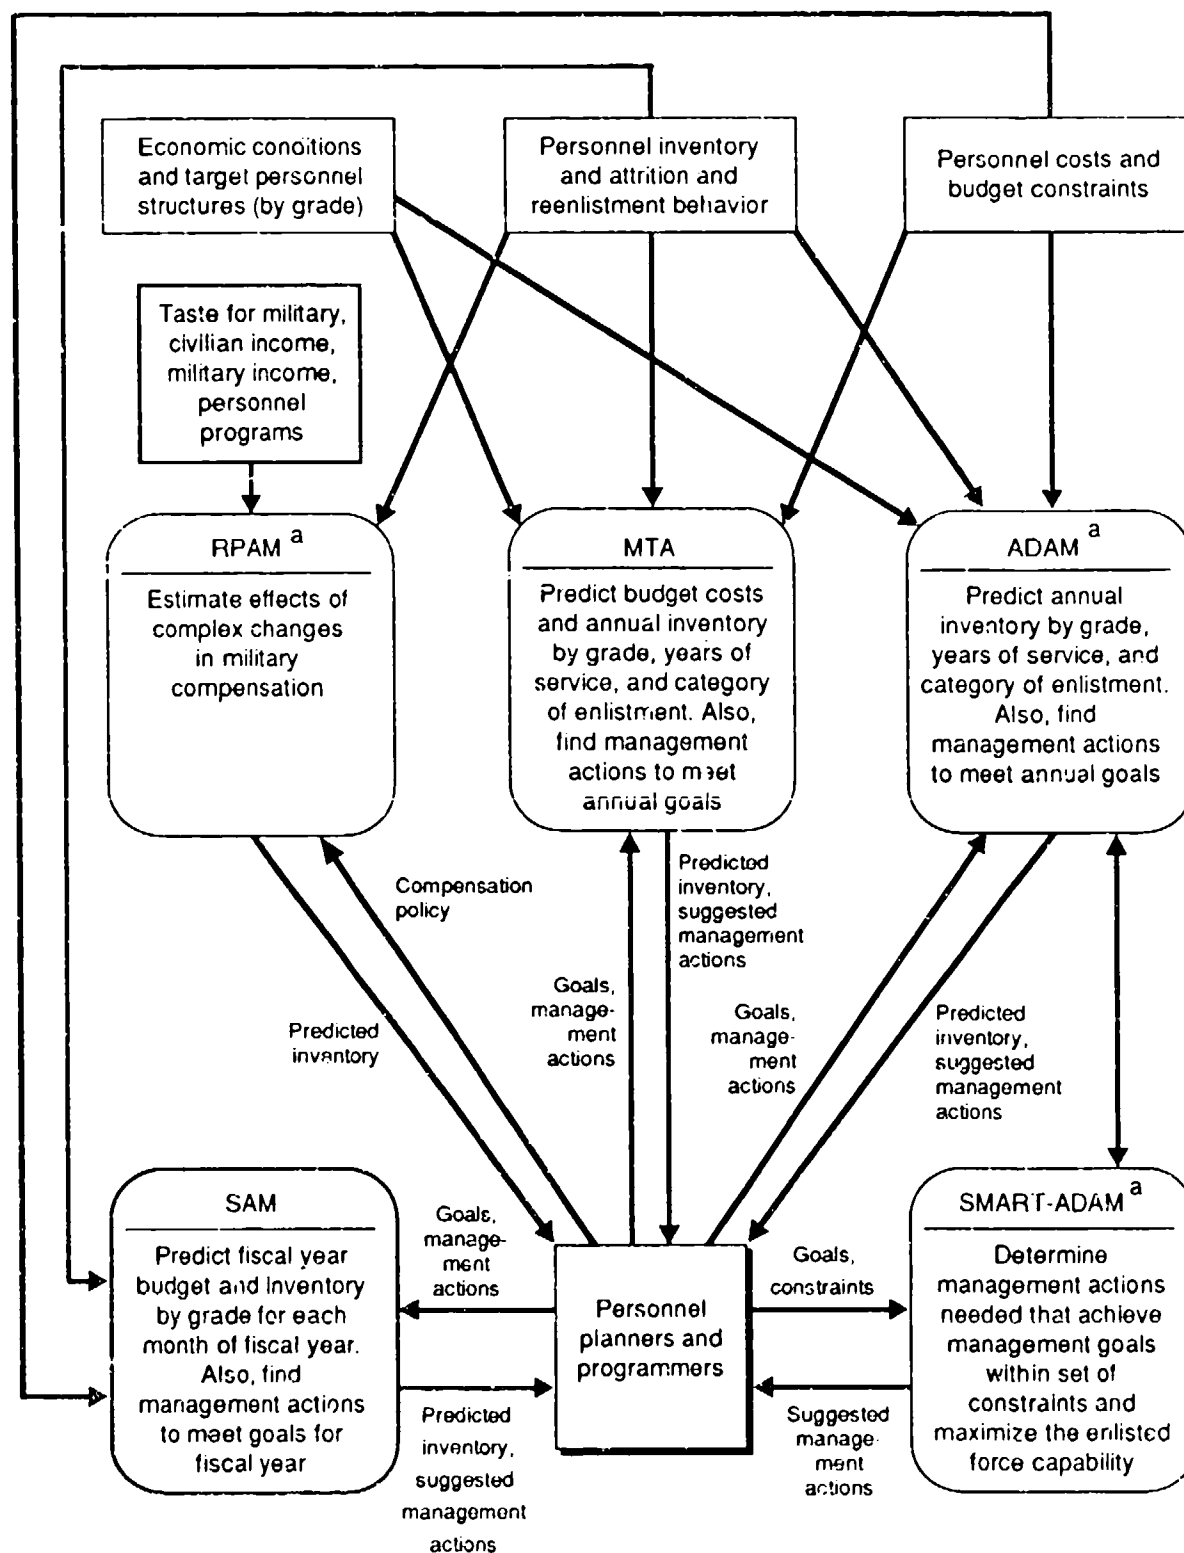 Economic conditions
and target personnel
structures (by grade)
Personnel inventory
and attrition and
reenlistment behavior
Personnel costs and
budget constraints
Taste for military,
civilian income,
military income,
personnel
programs
RPAM a
Estimate effects of
complex changes
in military
compensation
MTA
Predict budget costs
and annual inventory
by grade, years of
service, and category
of enlistment. Also,
find management
actions to meet
annual goals
ADAM a
Predict annual
inventory by grade,
years of service, and
category of enlistment.
Also, find
management actions
to meet annual goals
Compensation
policy
Predicted
inventory,
suggested
management
actions
Goals,
manage-
ment
actions
Goals,
manage-
ment
actions
Predicted
inventory,
suggested
management
actions
Predicted
inventory
SAM
Predict fiscal year
budget and inventory
by grade for each
month of fiscal year.
Also, find
management actions
to meet goals for
fiscal year
Goals,
manage-
ment
actions
Predicted
inventory,
suggested
management
actions
Personnel
planners and
programmers
Goals,
constraints
Suggested
manage-
ment
actions
SMART-ADAM a
Determine
management actions
needed that achieve
management goals
within set of
constraints and
maximize the enlisted
force capability